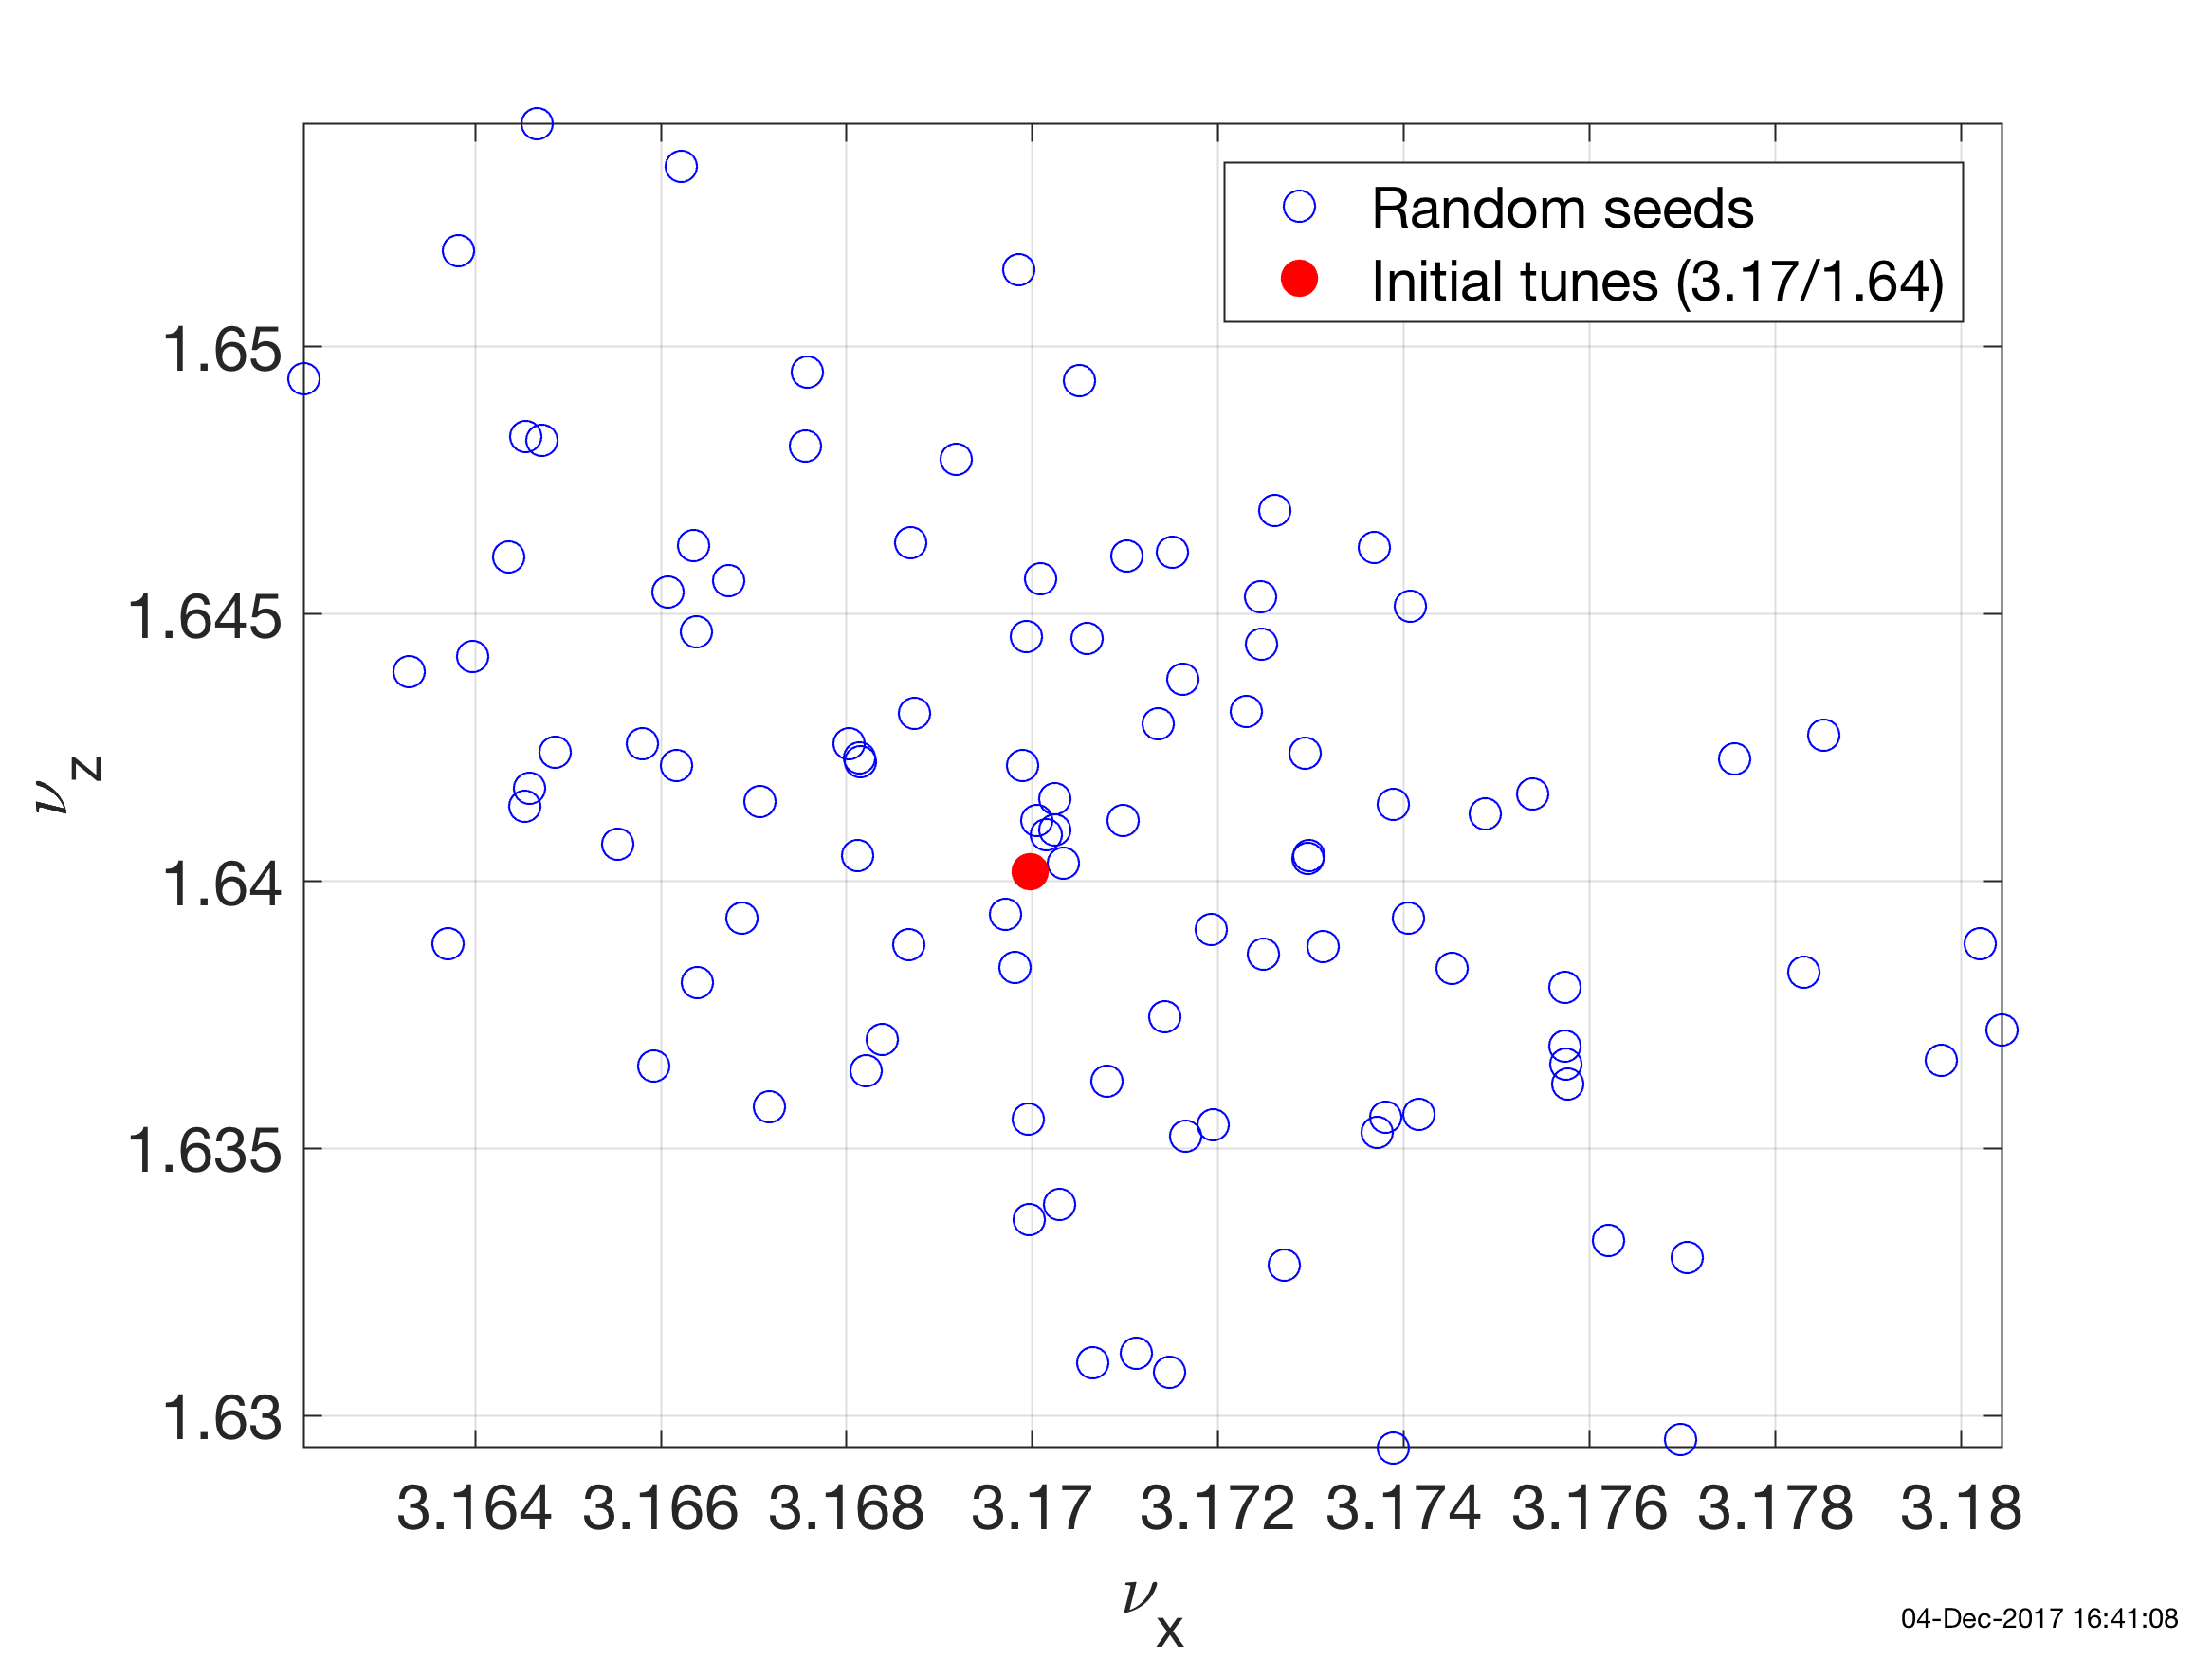 Random seeds
Initial tunes (3.17/1.64)
1.65
1.645
1.64
1.635
1.63
ν_z
3.164 3.166 3.168 3.17 3.172 3.174 3.176 3.178 3.18
ν_x
04-Dec-2017 16:41:08